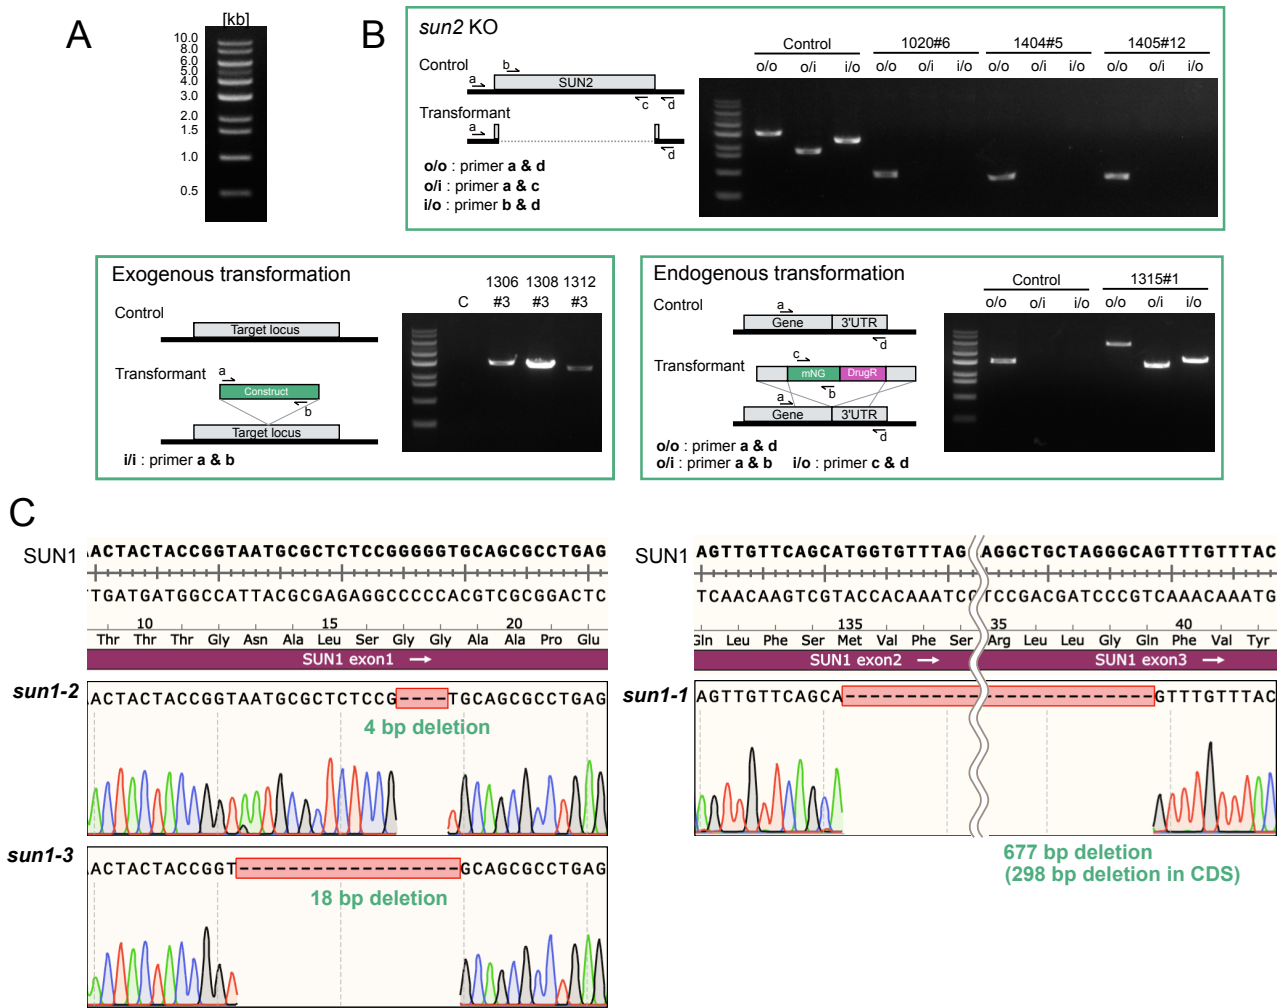 A
[kb]
10.0
8.0
6.0
5.0
4.0
3.0
2.0
1.5
1.0
0.5
B
sun2 KO
Control
a
b
SUN2
c
d
Transformant
a
d
o/o : primer a & d
o/i : primer a & c
i/o : primer b & d
Control 1020#6 1404#5 1405#12
o/o o/i i/o o/o o/i i/o o/o o/i i/o o/o o/i i/o
Exogenous transformation
Control
Target locus
Transformant
a
Construct
b
Target locus
i/i : primer a & b
1306 1308 1312
C #3 #3 #3
Endogenous transformation
Control
a
Gene 3'UTR
d
Transformant
c
mNG DrugR
b
a
Gene 3'UTR
d
o/o : primer a & d
o/i : primer a & b i/o : primer c & d
Control 1315#1
o/o o/i i/o o/o o/i i/o
C
SUN1
ACTACTACCGGTAATGCGCTCTCCGGGGGTGCAGCGCCTGAG
TGATGATGGCCATTACGCGAGAGGCCCCCACGTCGCGGACTC
10 15 20
Thr Thr Thr Gly Asn Ala Leu Ser Gly Gly Ala Ala Pro Glu
SUN1 exon1
sun1-2
ACTACTACCGGTAATGCGCTCTCCG----TGCAGCGCCTGAG
4 bp deletion
sun1-3
ACTACTACCGGT------------------GCAGCGCCTGAG
18 bp deletion
SUN1
AGTTGTTCAGCATGGTGTTTAG AGGCTGCTAGGGCAGTTTGTTTAC
TCAACAAGTCGTACCACAAATC TCCGACGATCCCGTCAAACAAATG
135 35 40
Gln Leu Phe Ser Met Val Phe Ser Arg Leu Leu Gly Gln Phe Val Tyr
SUN1 exon2 SUN1 exon3
sun1-1
AGTTGTTCAGCA-------------------------GTTTGTTTAC
677 bp deletion
(298 bp deletion in CDS)